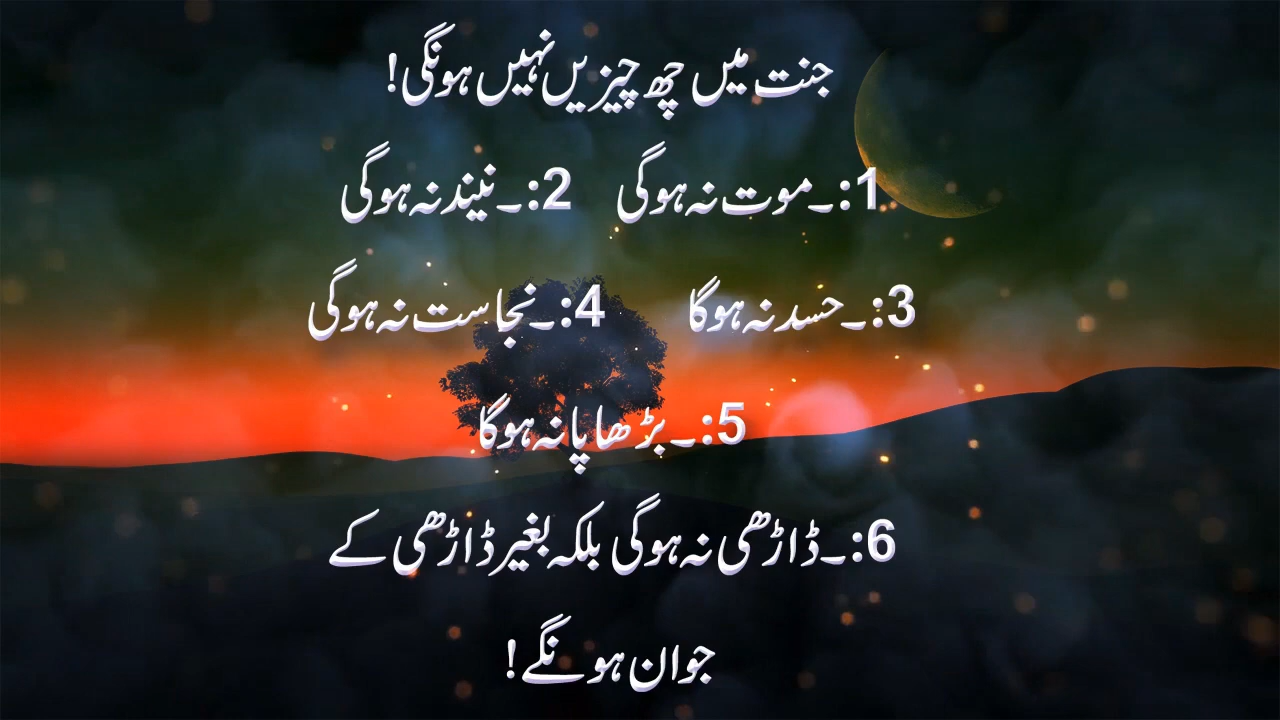 جنت میں چھ چیزیں نہیں ہونگی!
1:۔موت نہ ہوگی 2:۔نیند نہ ہوگی
3:۔حسد نہ ہوگا 4:۔نجاست نہ ہوگی
5:۔بڑھاپا نہ ہوگا
6:۔ڈاڑھی نہ ہوگی بلکہ بغیر ڈاڑھی کے
جوان ہونگے!